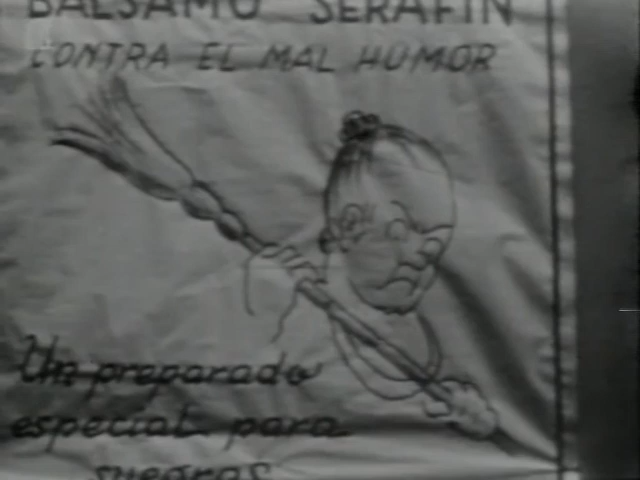 BALSAMO SERAFIN
CONTRA EL MAL HUMOR
Un preparado
especial para
suegras